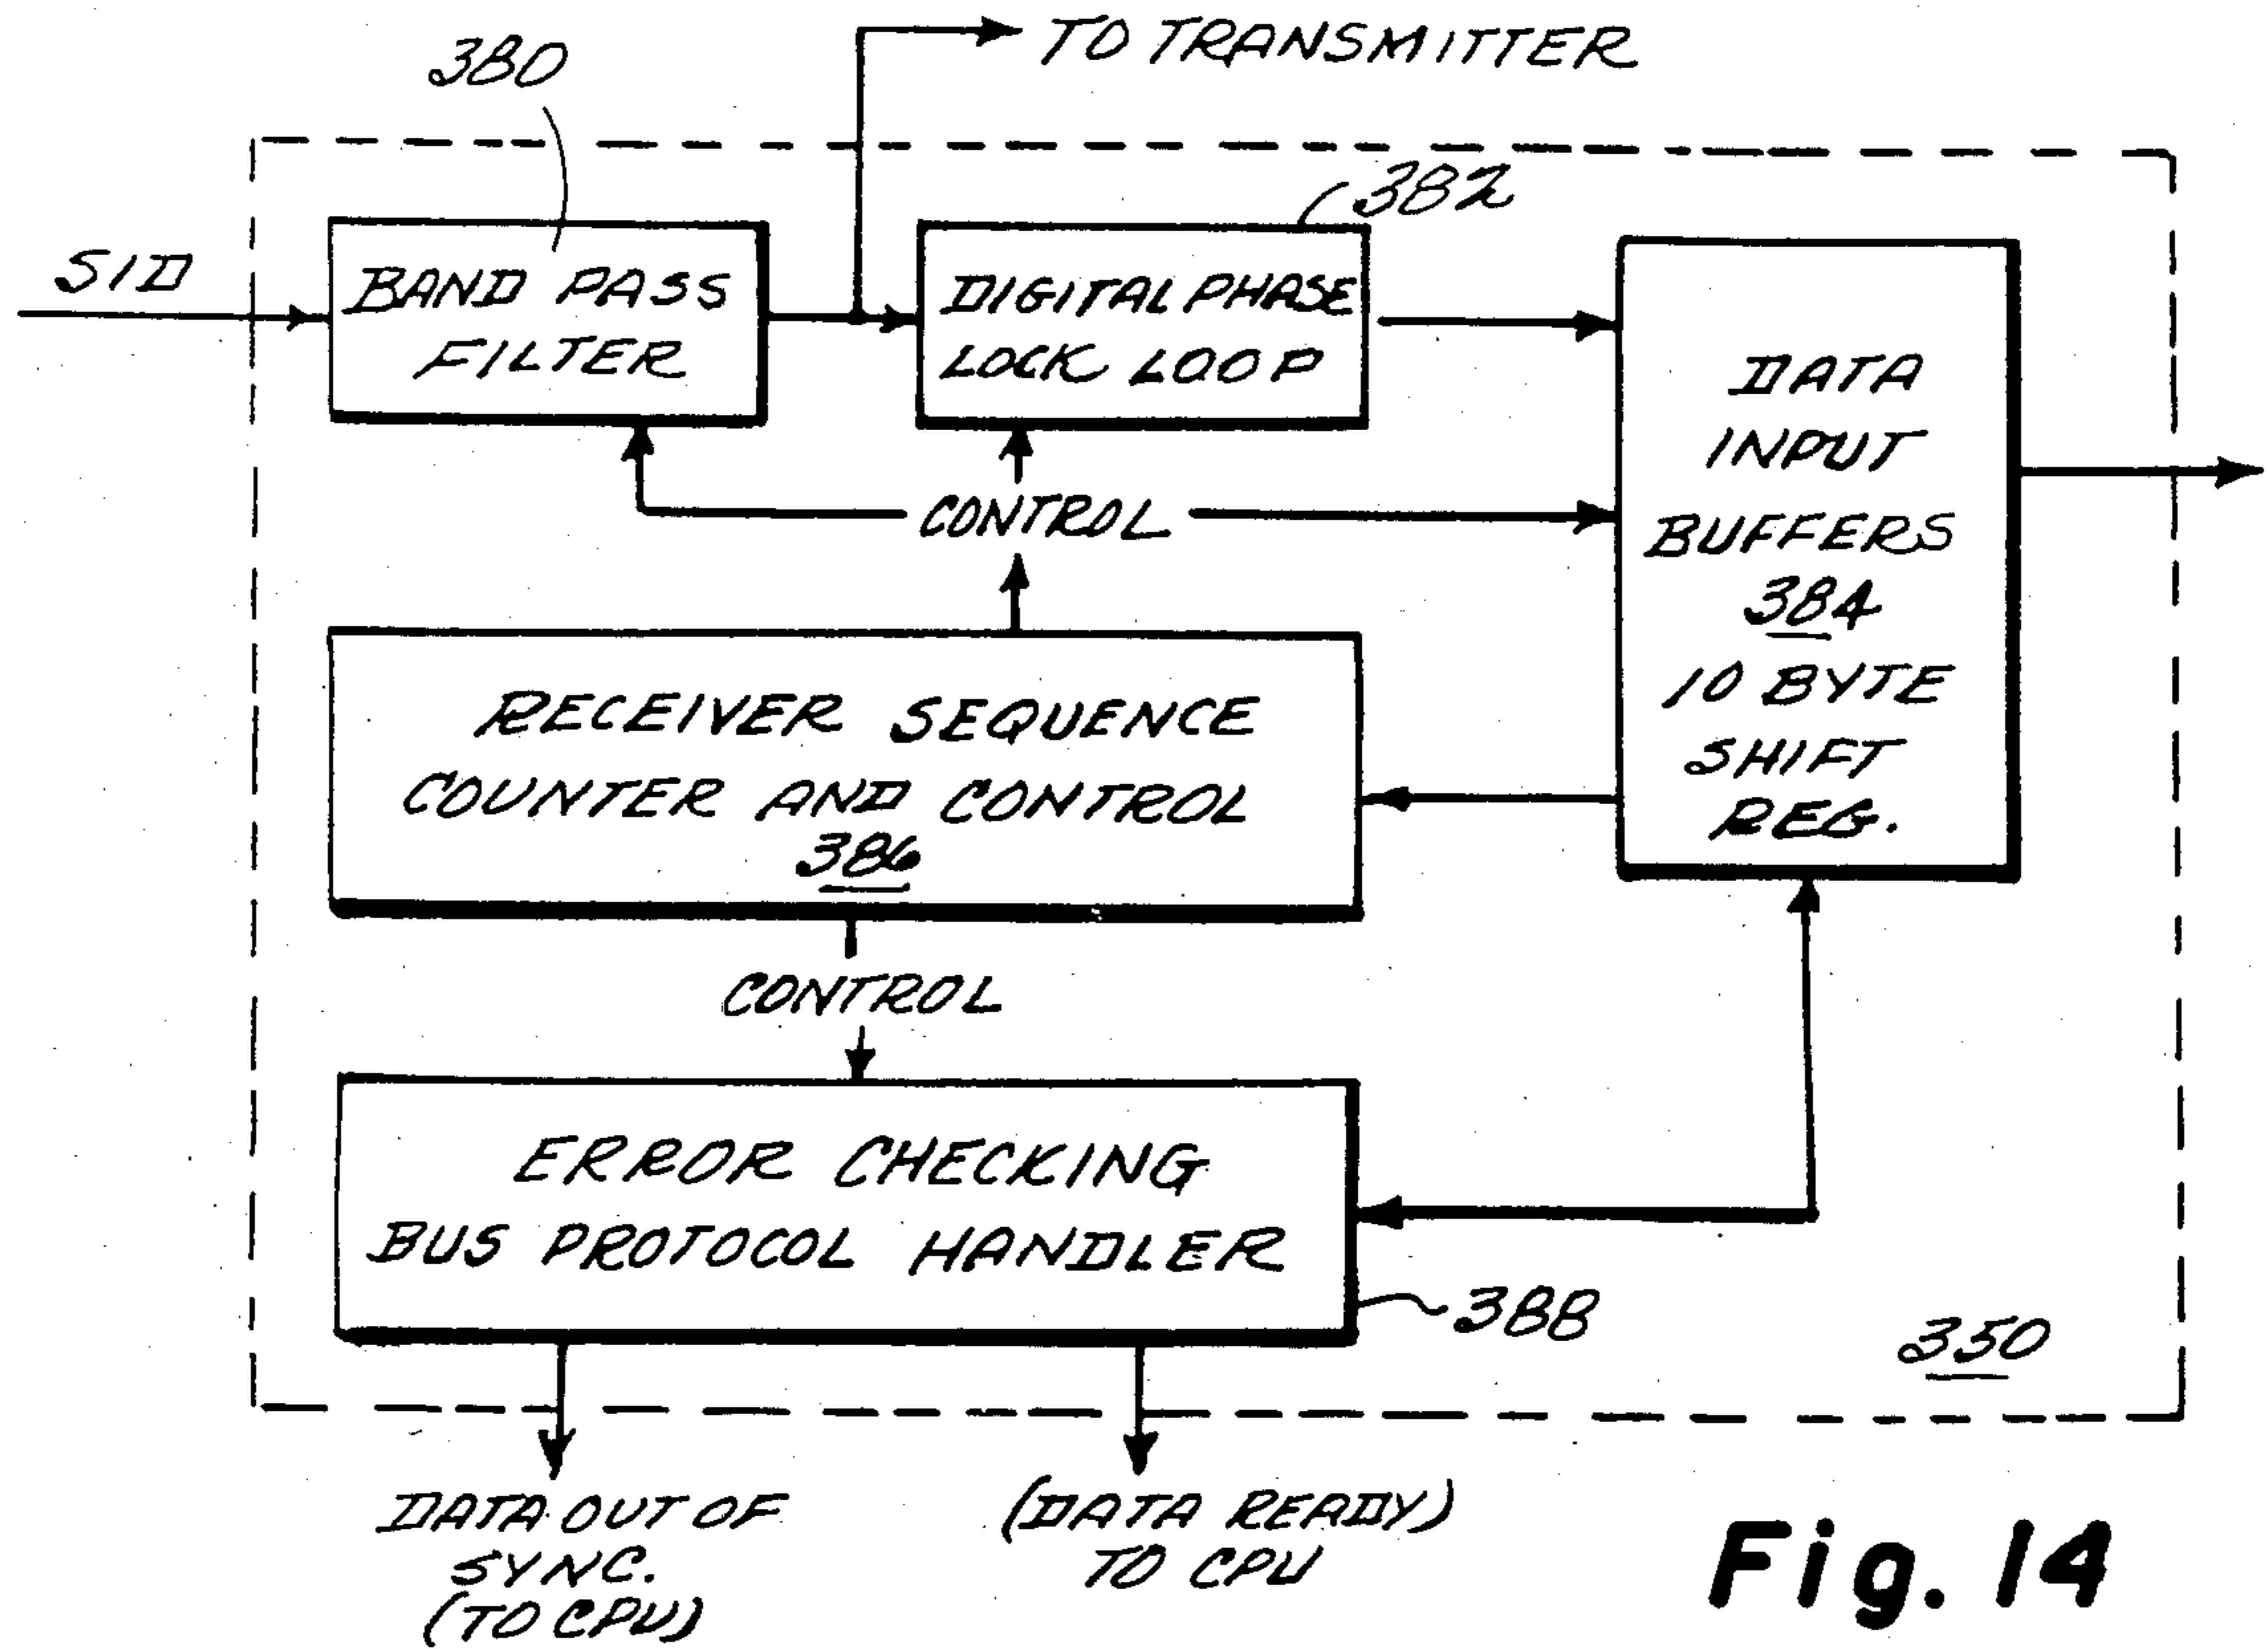 TO TRANSMITTER
380
382
SID
BAND PASS
FILTER
DIGITAL PHASE
LOCK LOOP
DATA
INPUT
BUFFERS
384
10 BYTE
SHIFT
REG.
CONTROL
RECEIVER SEQUENCE
COUNTER AND CONTROL
386
CONTROL
ERROR CHECKING
BUS PROTOCOL HANDLER
388
350
DATA OUT OF
SYNC.
(TO CPU)
(DATA READY)
TO CPU
Fig. 14